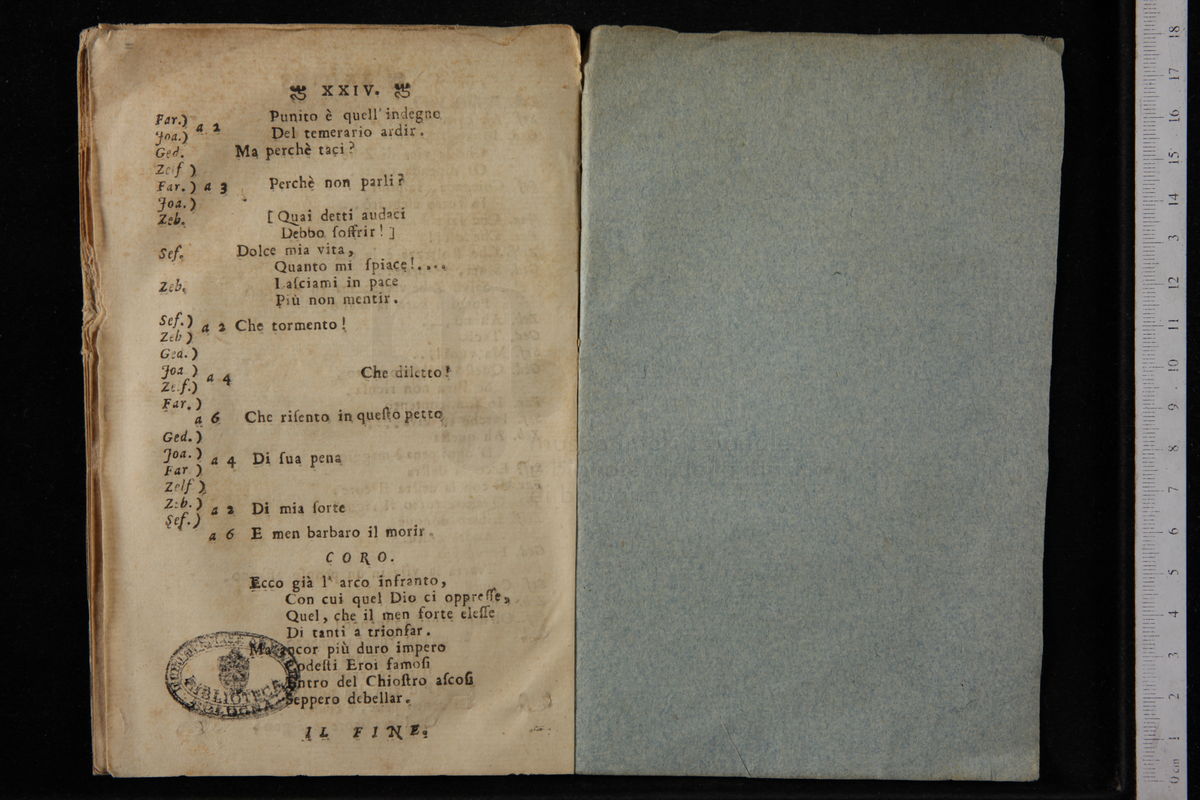 XXIV.
Far.) Punito è quell' indegno
a 2
Joa.) Del temerario ardir.
Ged. Ma perchè taci?
Zelf )
Far. ) a 3 Perchè non parli?
Joa. )
Zeb. [ Quai detti audaci
Debbo ſoffrir! ]
Sef. Dolce mia vita,
Quanto mi ſpiace!....
Zeb. Laſciami in pace
Più non mentir.
Sef. )
a 2 Che tormento!
Zeb )
Ged. )
Joa ) a 4 Che diletto!
Zelf.)
Far. )
a 6 Che riſento in queſto petto
Ged. )
Joa. ) a 4 Di ſua pena
Far )
Zelf )
Zeb. ) a 2 Di mia ſorte
Sef. )
a 6 E men barbaro il morir.
CORO.
Ecco già l' arco infranto,
Con cui quel Dio ci oppreſſe,
Quel, che il men forte eleſſe
Di tanti a trionfar.
Ma ancor più duro impero
odeſti Eroi famoſi
entro del Chioſtro aſcoſi
Seppero debellar.
BIBLIOTECA
BOLOGNA
IL FINE.
0 cm 1 2 3 4 5 6 7 8 9 10 11 12 3 14 15 16 17 18